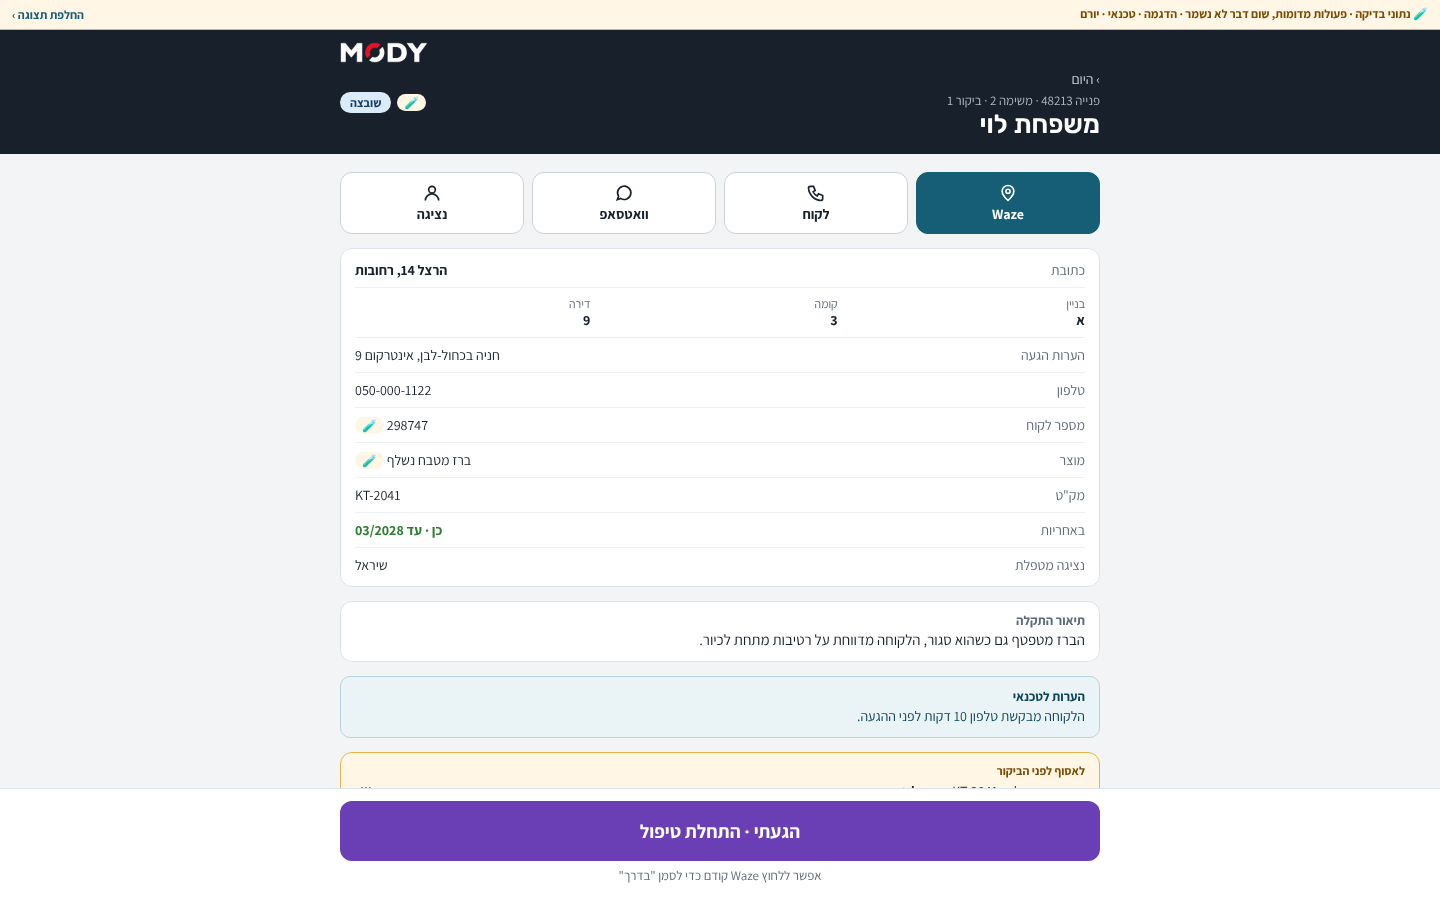 🧪 נתוני בדיקה · פעולות מדומות, שום דבר לא נשמר · הדגמה · טכנאי · יורם
החלפת תצוגה ›
MODY
› היום
פנייה 48213 · משימה 2 · ביקור 1
🧪 שובצה
משפחת לוי
Waze
לקוח
וואטסאפ
נציגה
כתובת הרצל 14, רחובות
בניין קומה דירה
א 3 9
הערות הגעה חניה בכחול-לבן, אינטרקום 9
טלפון 050-000-1122
מספר לקוח 298747 🧪
מוצר ברז מטבח נשלף 🧪
מק"ט KT-2041
באחריות כן · עד 03/2028
נציגה מטפלת שיראל
תיאור התקלה
הברז מטפטף גם כשהוא סגור, הלקוחה מדווחת על רטיבות מתחת לכיור.
הערות לטכנאי
הלקוחה מבקשת טלפון 10 דקות לפני ההגעה.
לאסוף לפני הביקור
הגעתי · התחלת טיפול
אפשר ללחוץ Waze קודם כדי לסמן "בדרך"